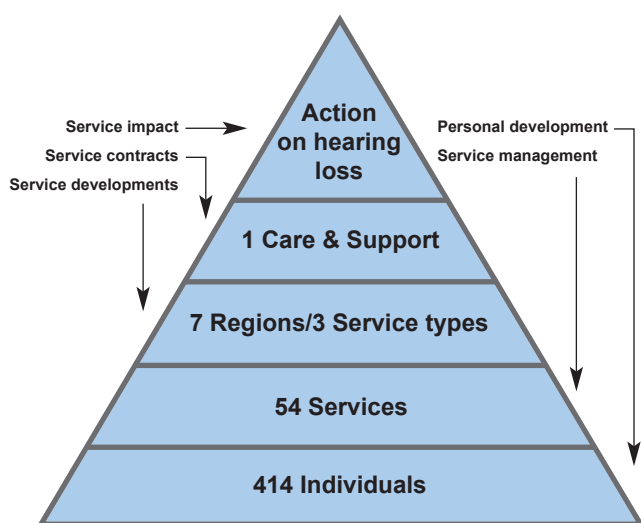 Action
on hearing
loss
Service impact
Service contracts
Service developments
Personal development
Service management
1 Care & Support
7 Regions/3 Service types
54 Services
414 Individuals